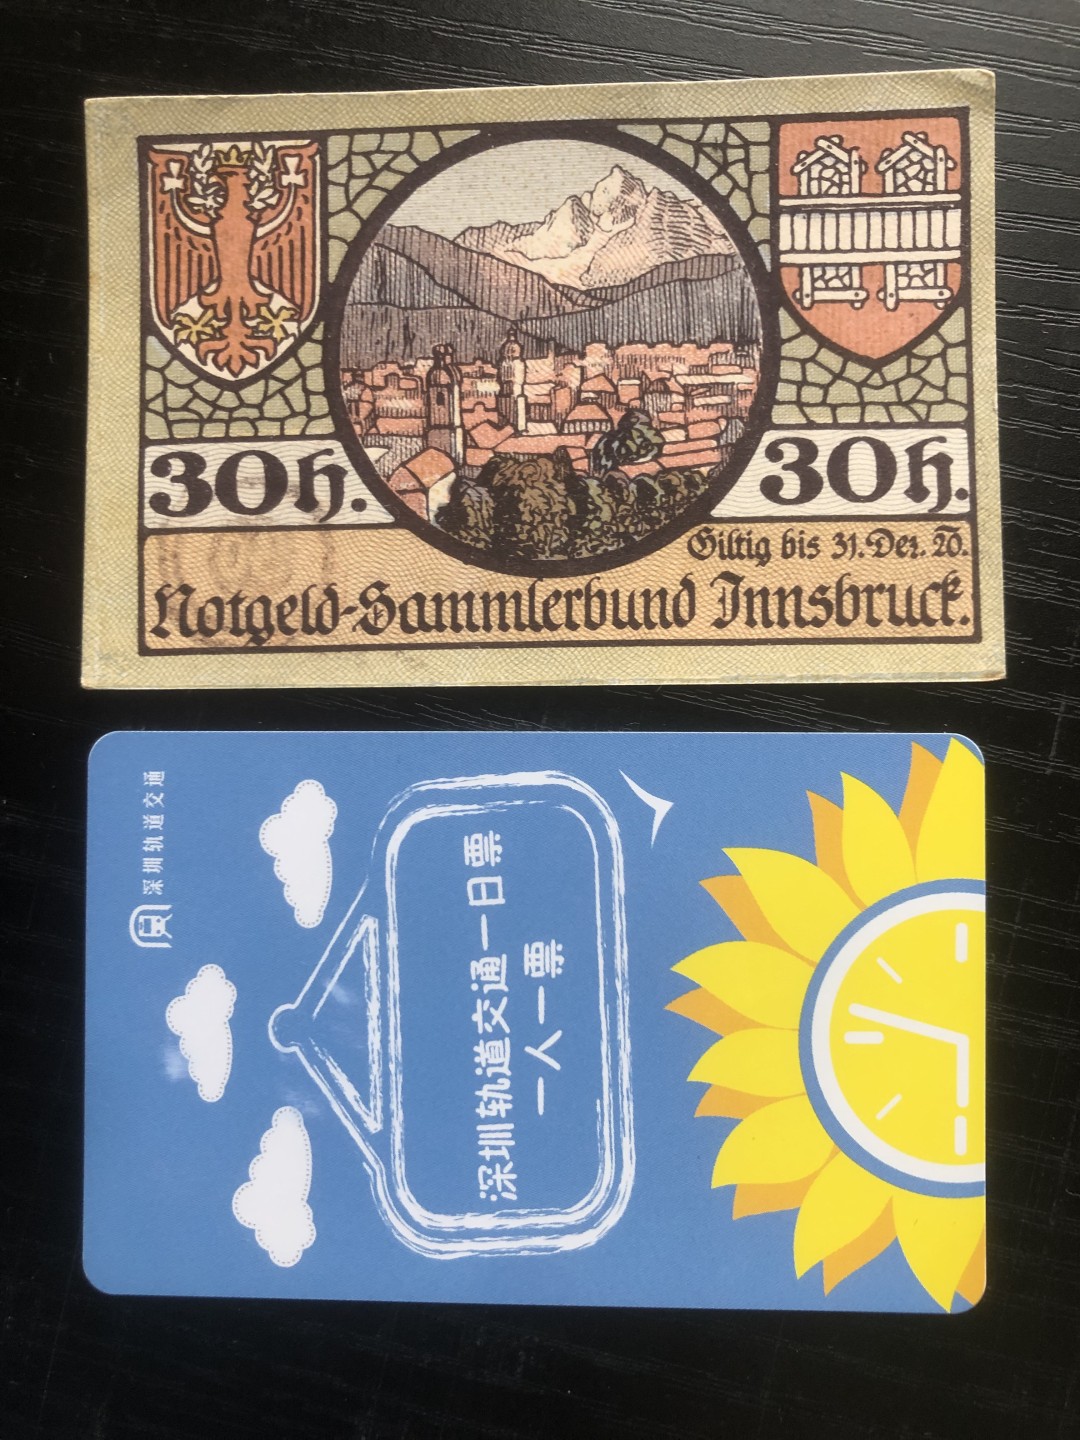 30h.
30h.
Giltig bis 31. Dez. 20.
Notgeld-Sammlerbund Innsbruck.
深圳轨道交通
深圳轨道交通一日票
一人一票